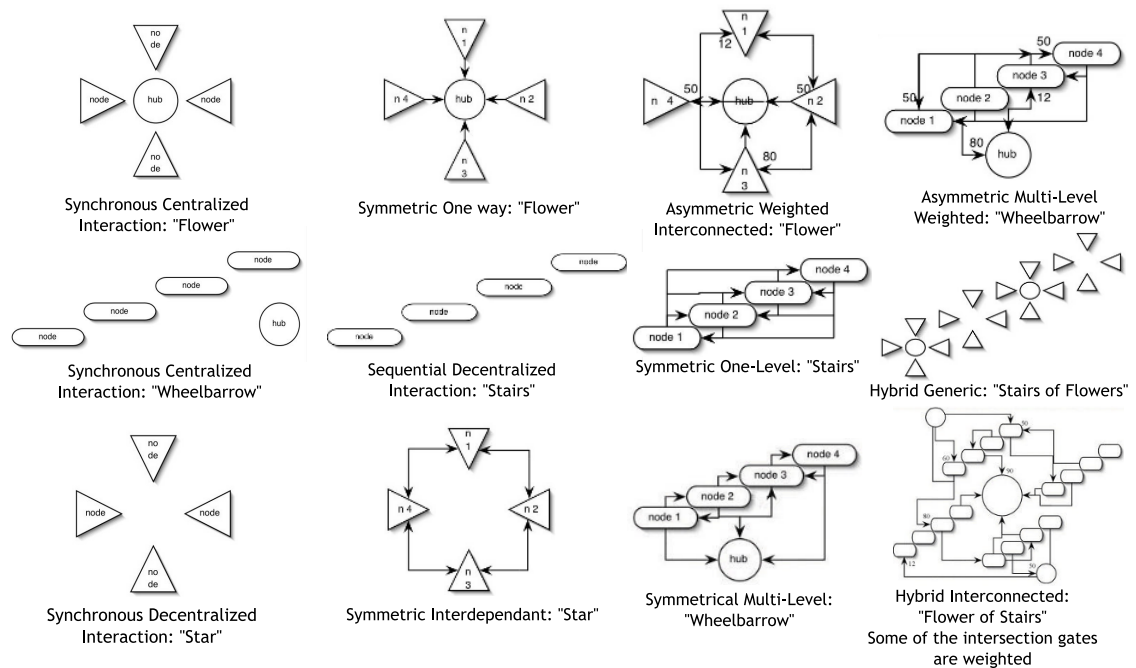 no
de
node
hub
node
no
de
Synchronous Centralized
Interaction: "Flower"
n
1
n 4
hub
n 2
n
3
Symmetric One way: "Flower"
n
1
12
n 4
50
hub
50
n 2
80
n
3
Asymmetric Weighted
Interconnected: "Flower"
50
node 4
node 3
50
node 2
12
node 1
80
hub
Asymmetric Multi-Level
Weighted: "Wheelbarrow"
node
node
node
node
hub
Synchronous Centralized
Interaction: "Wheelbarrow"
node
node
node
node
Sequential Decentralized
Interaction: "Stairs"
node 4
node 3
node 2
node 1
Symmetric One-Level: "Stairs"
Hybrid Generic: "Stairs of Flowers"
no
de
node
node
no
de
Synchronous Decentralized
Interaction: "Star"
n
1
n 4
n 2
n
3
Symmetric Interdependant: "Star"
node 4
node 3
node 2
node 1
hub
Symmetrical Multi-Level:
"Wheelbarrow"
50
60
90
80
12
50
Hybrid Interconnected:
"Flower of Stairs"
Some of the intersection gates
are weighted